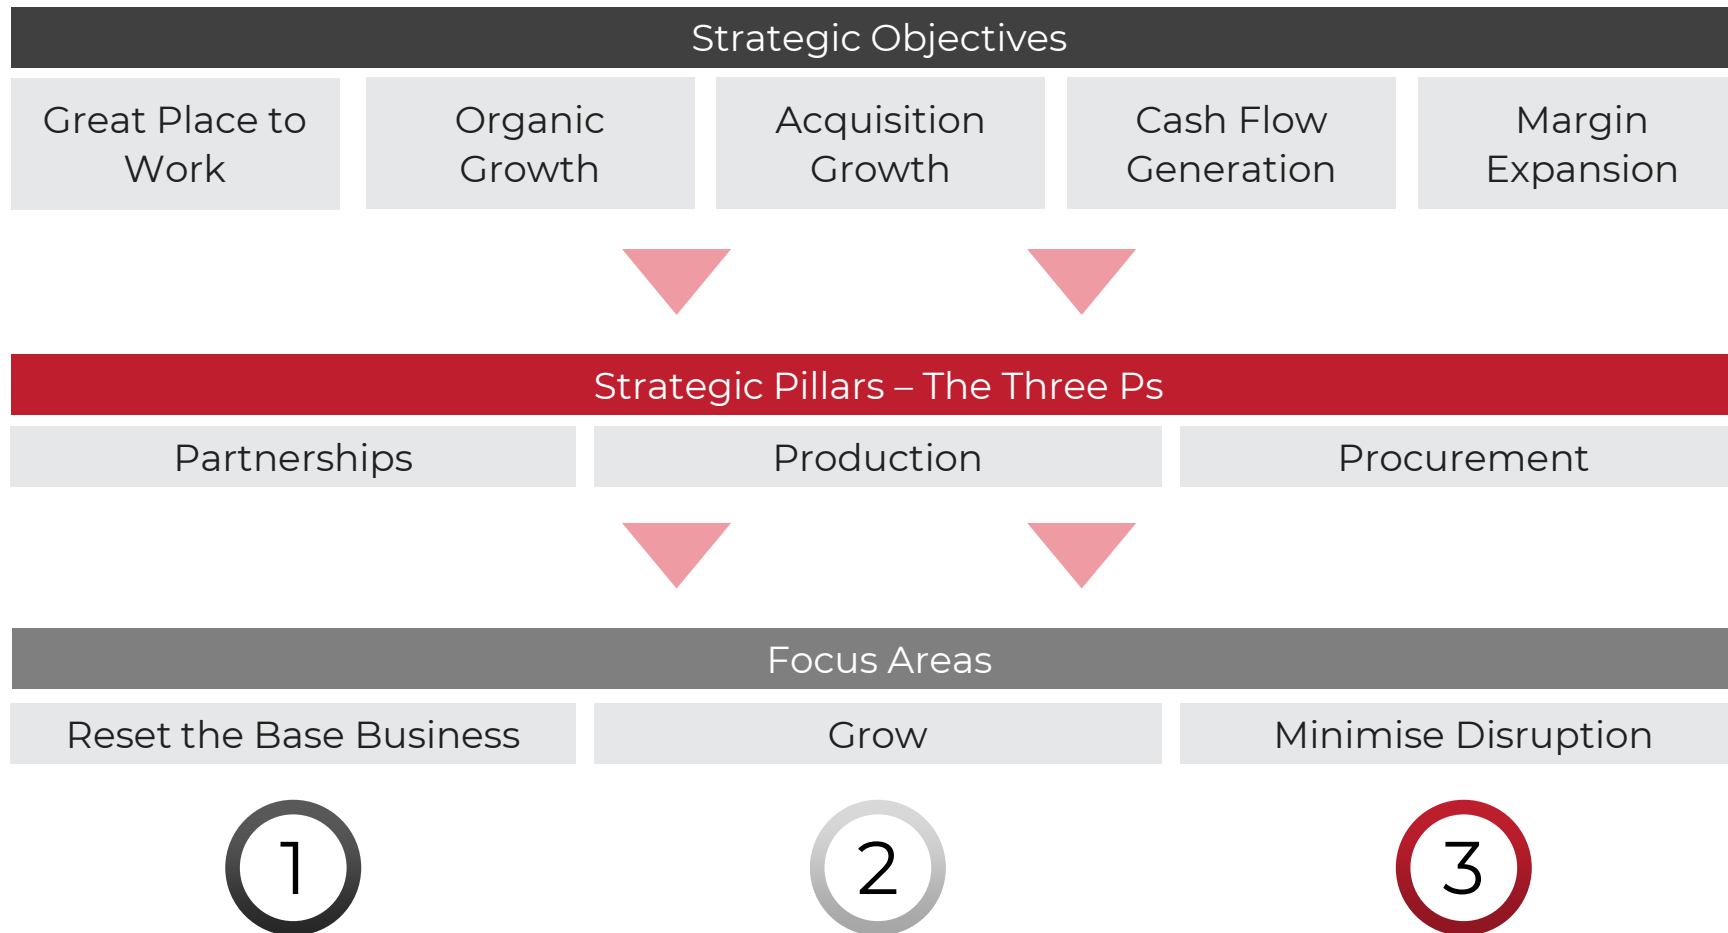 Strategic Objectives
Great Place to
Work
Organic
Growth
Acquisition
Growth
Cash Flow
Generation
Margin
Expansion
Strategic Pillars – The Three Ps
Partnerships
Production
Procurement
Focus Areas
Reset the Base Business
Grow
Minimise Disruption
1
2
3